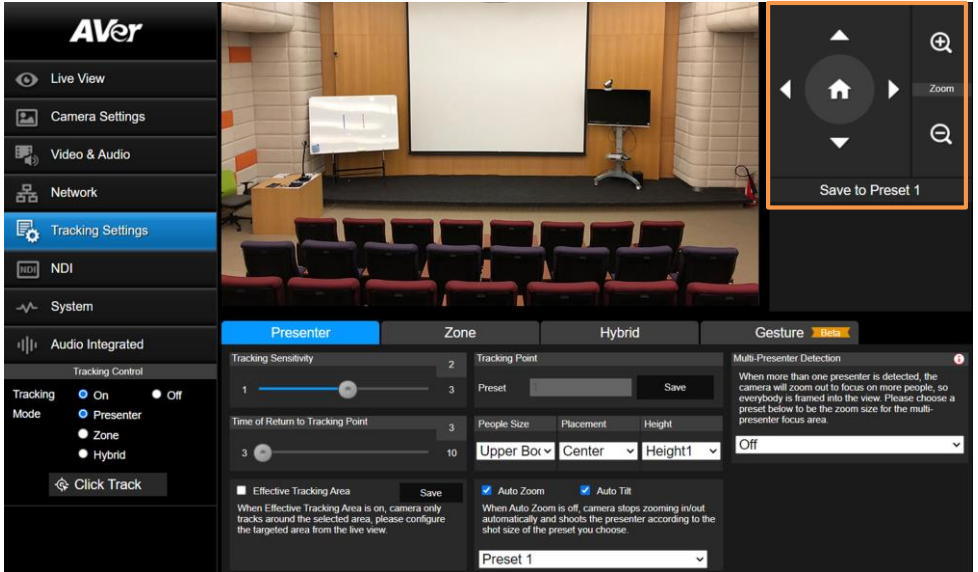 AVer
Live View
Camera Settings
Video & Audio
Network
Tracking Settings
NDI
NDI
System
Audio Integrated
Tracking Control
Tracking On Off
Mode Presenter
Zone
Hybrid
Click Track
Zoom
Save to Preset 1
Presenter Zone Hybrid Gesture Beta
Tracking Sensitivity 2
1 3
Time of Return to Tracking Point 3
3 10
Effective Tracking Area Save
When Effective Tracking Area is on, camera only
tracks around the selected area, please configure
the targeted area from the live view.
Tracking Point
Preset 1 Save
People Size Placement Height
Upper Boc Center Height1
Auto Zoom Auto Tilt
When Auto Zoom is off, camera stops zooming in/out
automatically and shoots the presenter according to the
shot size of the preset you choose.
Preset 1
Multi-Presenter Detection i
When more than one presenter is detected, the
camera will zoom out to focus on more people, so
everybody is framed into the view. Please choose a
preset below to be the zoom size for the multi-
presenter focus area.
Off